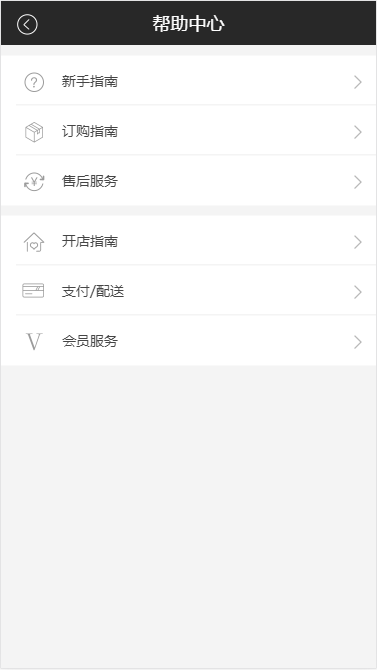 帮助中心
新手指南
订购指南
售后服务
开店指南
支付/配送
会员服务